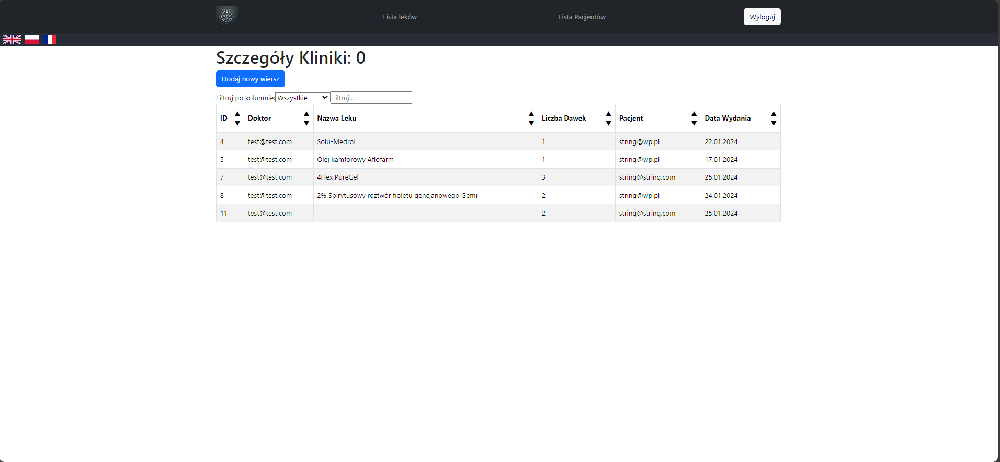 Lista leków Lista Pacjentów Wyloguj
Szczegóły Kliniki: 0
Dodaj nowy wiersz
Filtruj po kolumnie: Wszystkie Filtruj...
ID ▲▼ Doktor ▲▼ Nazwa Leku ▲▼ Liczba Dawek ▲▼ Pacjent ▲▼ Data Wydania ▲▼
4 test@test.com Solu-Medrol 1 string@wp.pl 22.01.2024
5 test@test.com Olej kamforowy Aflofarm 1 string@wp.pl 17.01.2024
7 test@test.com 4Flex PureGel 3 string@string.com 25.01.2024
8 test@test.com 2% Spirytusowy roztwór fioletu gencjanowego Gemi 2 string@wp.pl 24.01.2024
11 test@test.com 2 string@string.com 25.01.2024